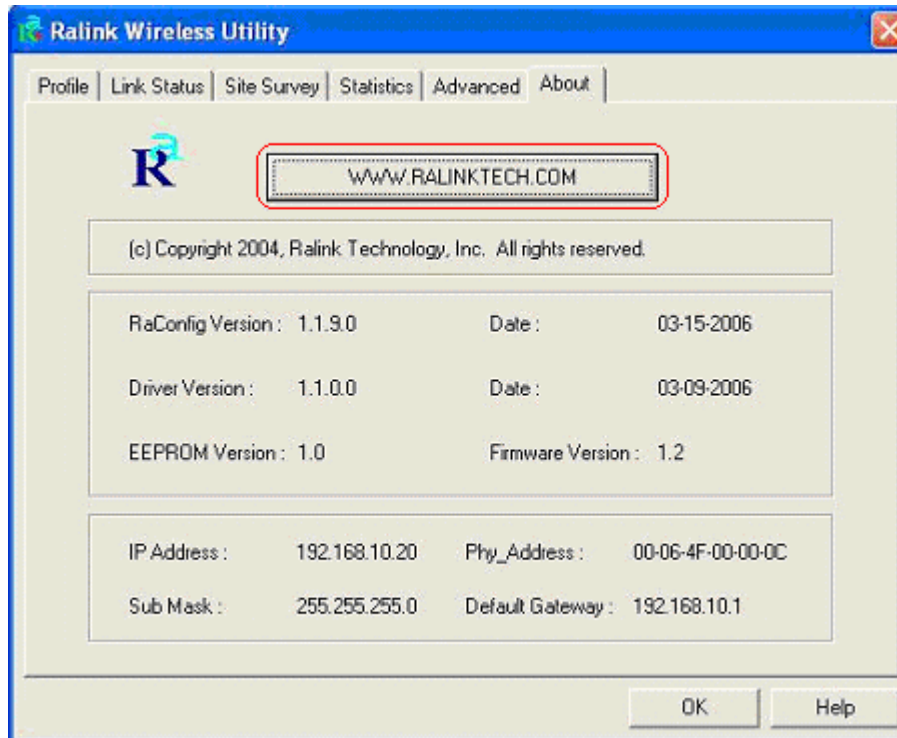 Ralink Wireless Utility
Profile Link Status Site Survey Statistics Advanced About
Ra
WWW.RALINKTECH.COM
(c) Copyright 2004, Ralink Technology, Inc. All rights reserved.
RaConfig Version : 1.1.9.0 Date : 03-15-2006
Driver Version : 1.1.0.0 Date : 03-09-2006
EEPROM Version : 1.0 Firmware Version : 1.2
IP Address : 192.168.10.20 Phy_Address : 00-06-4F-00-00-0C
Sub Mask : 255.255.255.0 Default Gateway : 192.168.10.1
OK Help